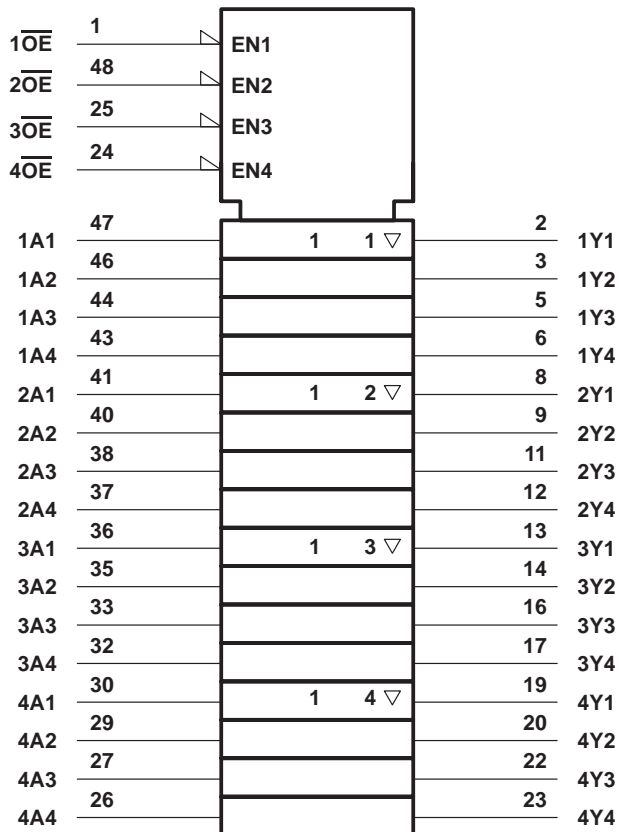 1O̅E̅ 1 EN1
2O̅E̅ 48 EN2
3O̅E̅ 25 EN3
4O̅E̅ 24 EN4
1A1 47 1 1 ▽ 2 1Y1
1A2 46 3 1Y2
1A3 44 5 1Y3
1A4 43 6 1Y4
2A1 41 1 2 ▽ 8 2Y1
2A2 40 9 2Y2
2A3 38 11 2Y3
2A4 37 12 2Y4
3A1 36 1 3 ▽ 13 3Y1
3A2 35 14 3Y2
3A3 33 16 3Y3
3A4 32 17 3Y4
4A1 30 1 4 ▽ 19 4Y1
4A2 29 20 4Y2
4A3 27 22 4Y3
4A4 26 23 4Y4